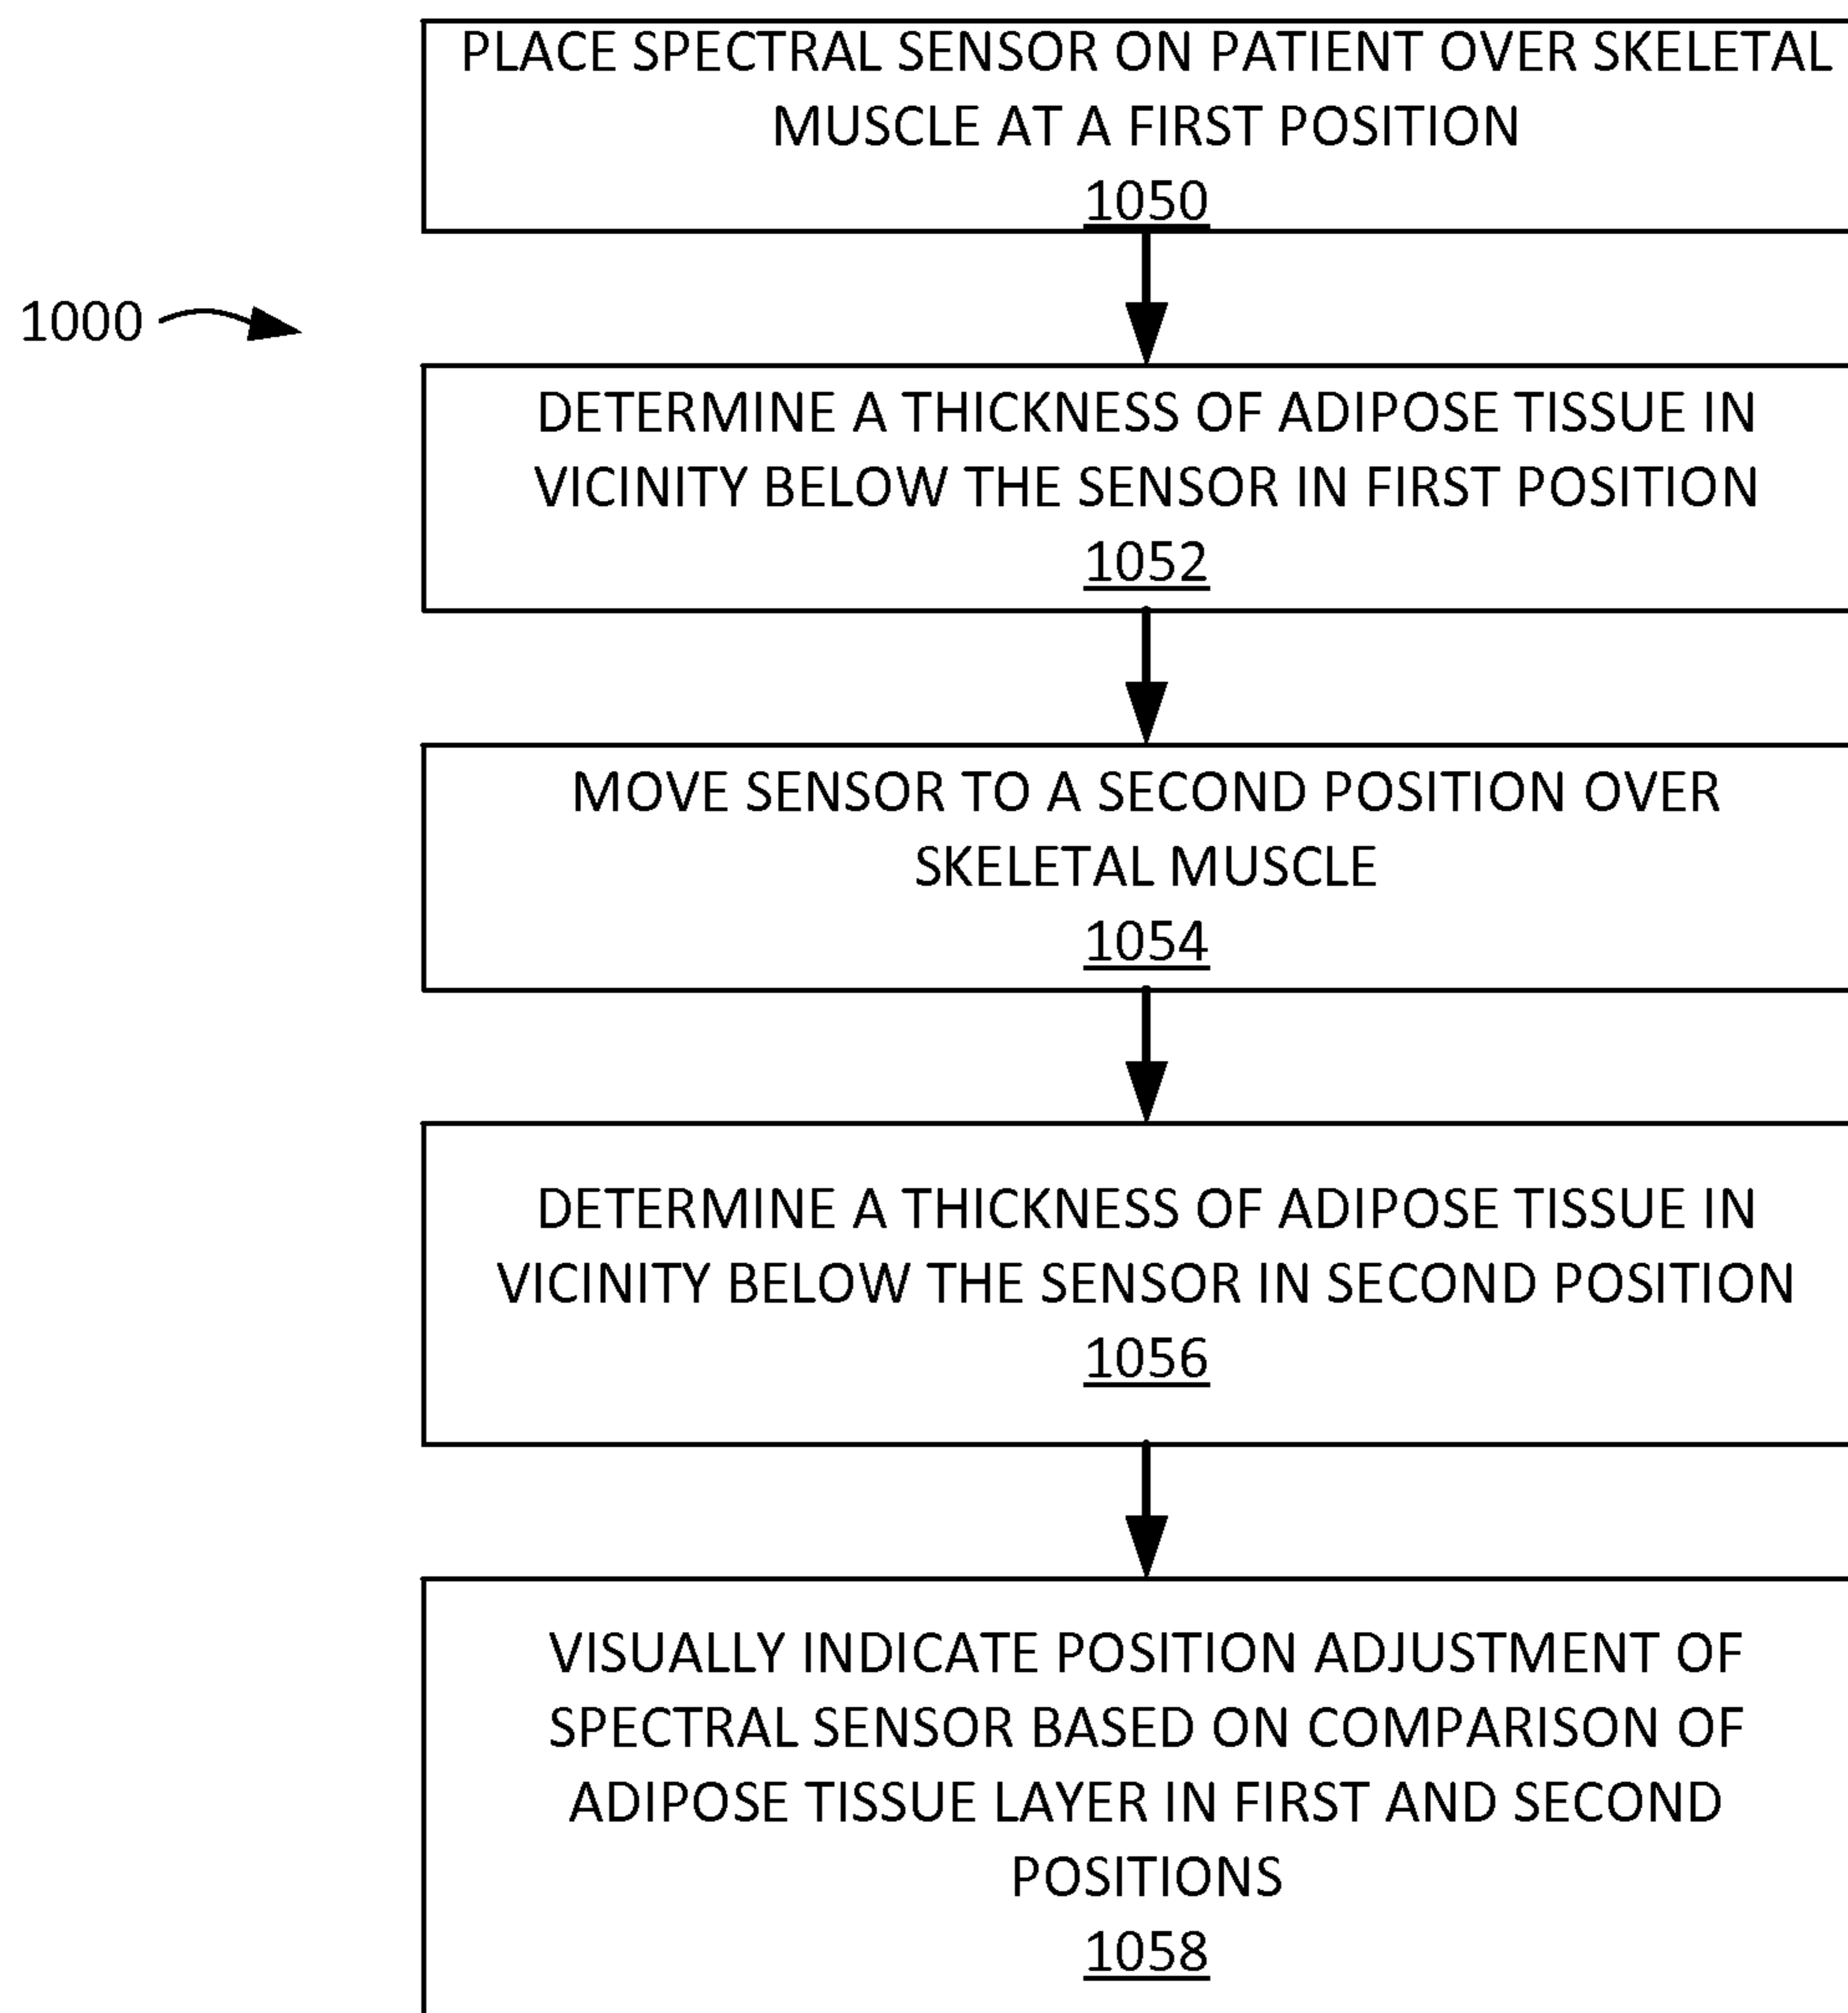 PLACE SPECTRAL SENSOR ON PATIENT OVER SKELETAL
MUSCLE AT A FIRST POSITION
1050
1000
DETERMINE A THICKNESS OF ADIPOSE TISSUE IN
VICINITY BELOW THE SENSOR IN FIRST POSITION
1052
MOVE SENSOR TO A SECOND POSITION OVER
SKELETAL MUSCLE
1054
DETERMINE A THICKNESS OF ADIPOSE TISSUE IN
VICINITY BELOW THE SENSOR IN SECOND POSITION
1056
VISUALLY INDICATE POSITION ADJUSTMENT OF
SPECTRAL SENSOR BASED ON COMPARISON OF
ADIPOSE TISSUE LAYER IN FIRST AND SECOND
POSITIONS
1058